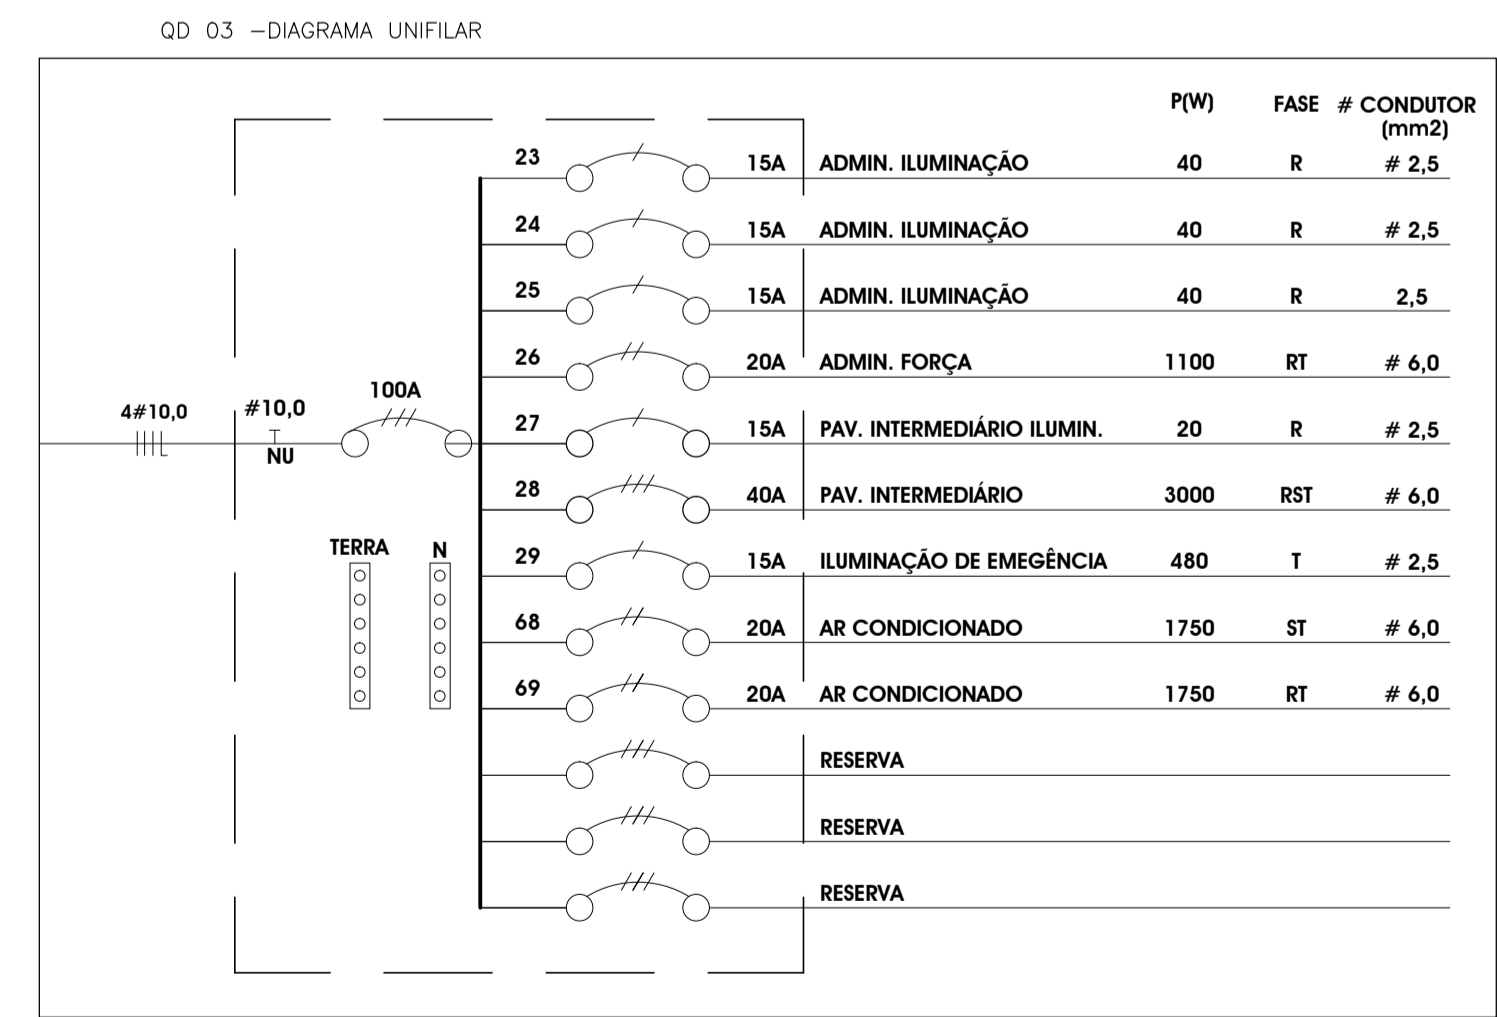 QD 03 -DIAGRAMA UNIFILAR
P(W) FASE # CONDUTOR
(mm2)
23 15A ADMIN. ILUMINAÇÃO 40 R # 2,5
24 15A ADMIN. ILUMINAÇÃO 40 R # 2,5
25 15A ADMIN. ILUMINAÇÃO 40 R 2,5
26 20A ADMIN. FORÇA 1100 RT # 6,0
100A
4#10,0 #10,0
NU
27 15A PAV. INTERMEDIÁRIO ILUMIN. 20 R # 2,5
28 40A PAV. INTERMEDIÁRIO 3000 RST # 6,0
TERRA N
29 15A ILUMINAÇÃO DE EMEGÊNCIA 480 T # 2,5
68 20A AR CONDICIONADO 1750 ST # 6,0
69 20A AR CONDICIONADO 1750 RT # 6,0
RESERVA
RESERVA
RESERVA